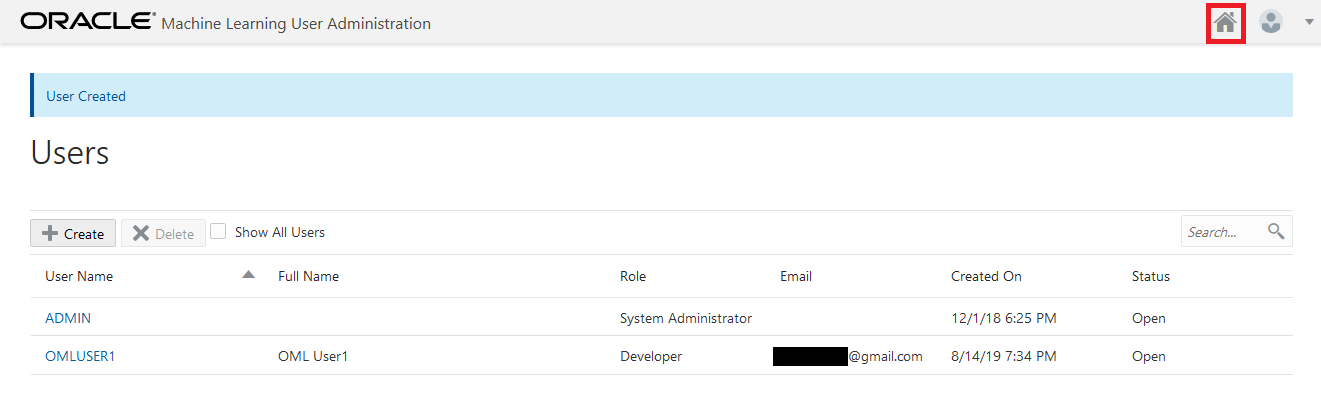 ORACLE® Machine Learning User Administration
User Created
Users
Create Delete Show All Users Search...
User Name Full Name Role Email Created On Status
ADMIN System Administrator 12/1/18 6:25 PM Open
OMLUSER1 OML User1 Developer @gmail.com 8/14/19 7:34 PM Open